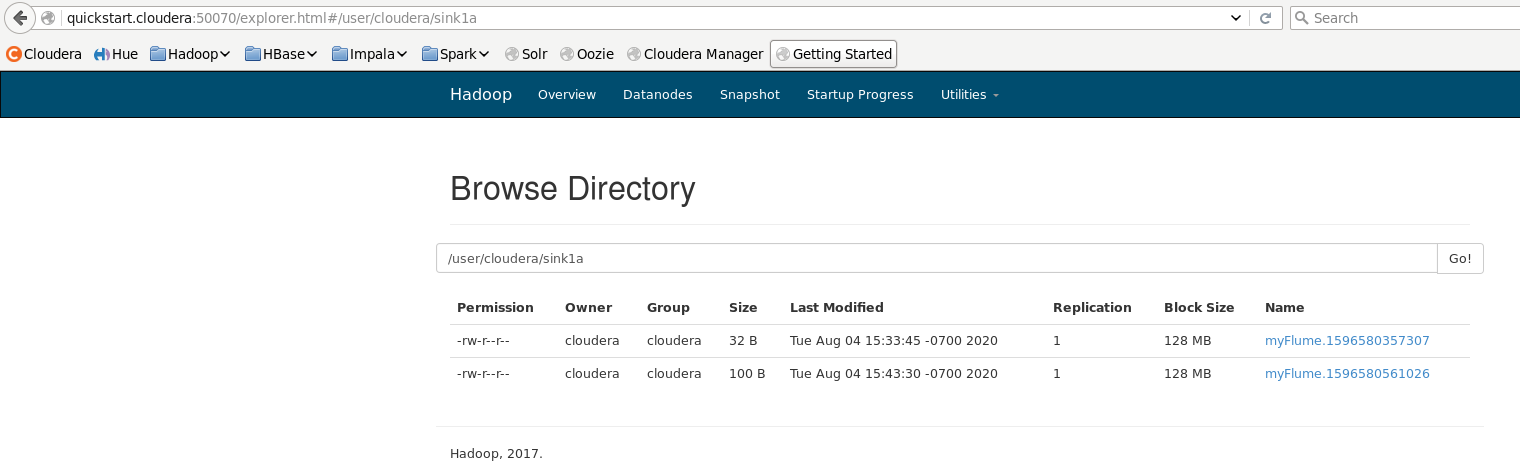 quickstart.cloudera:50070/explorer.html#/user/cloudera/sink1a Search
Cloudera Hue Hadoop HBase Impala Spark Solr Oozie Cloudera Manager Getting Started
Hadoop Overview Datanodes Snapshot Startup Progress Utilities
Browse Directory
/user/cloudera/sink1a Go!
Permission Owner Group Size Last Modified Replication Block Size Name
-rw-r--r-- cloudera cloudera 32 B Tue Aug 04 15:33:45 -0700 2020 1 128 MB myFlume.1596580357307
-rw-r--r-- cloudera cloudera 100 B Tue Aug 04 15:43:30 -0700 2020 1 128 MB myFlume.1596580561026
Hadoop, 2017.